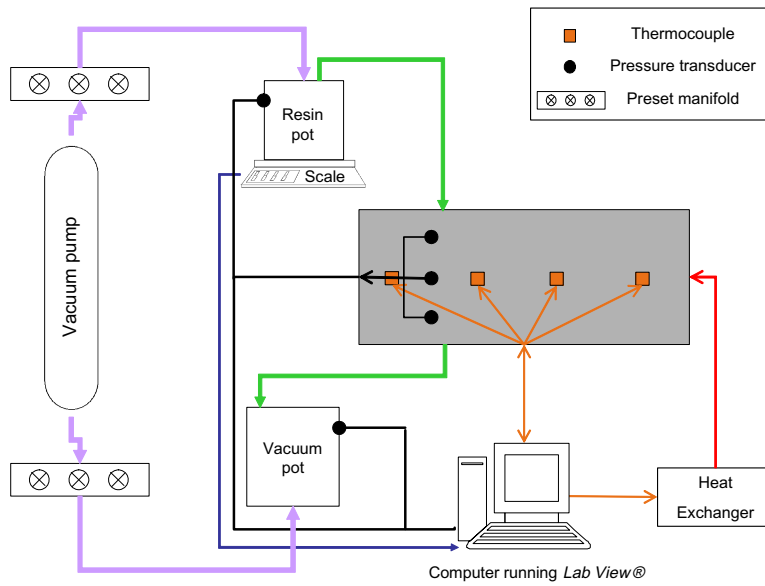 Thermocouple
Pressure transducer
Preset manifold
Resin
pot
Scale
Vacuum pump
Vacuum
pot
Heat
Exchanger
Computer running Lab View®